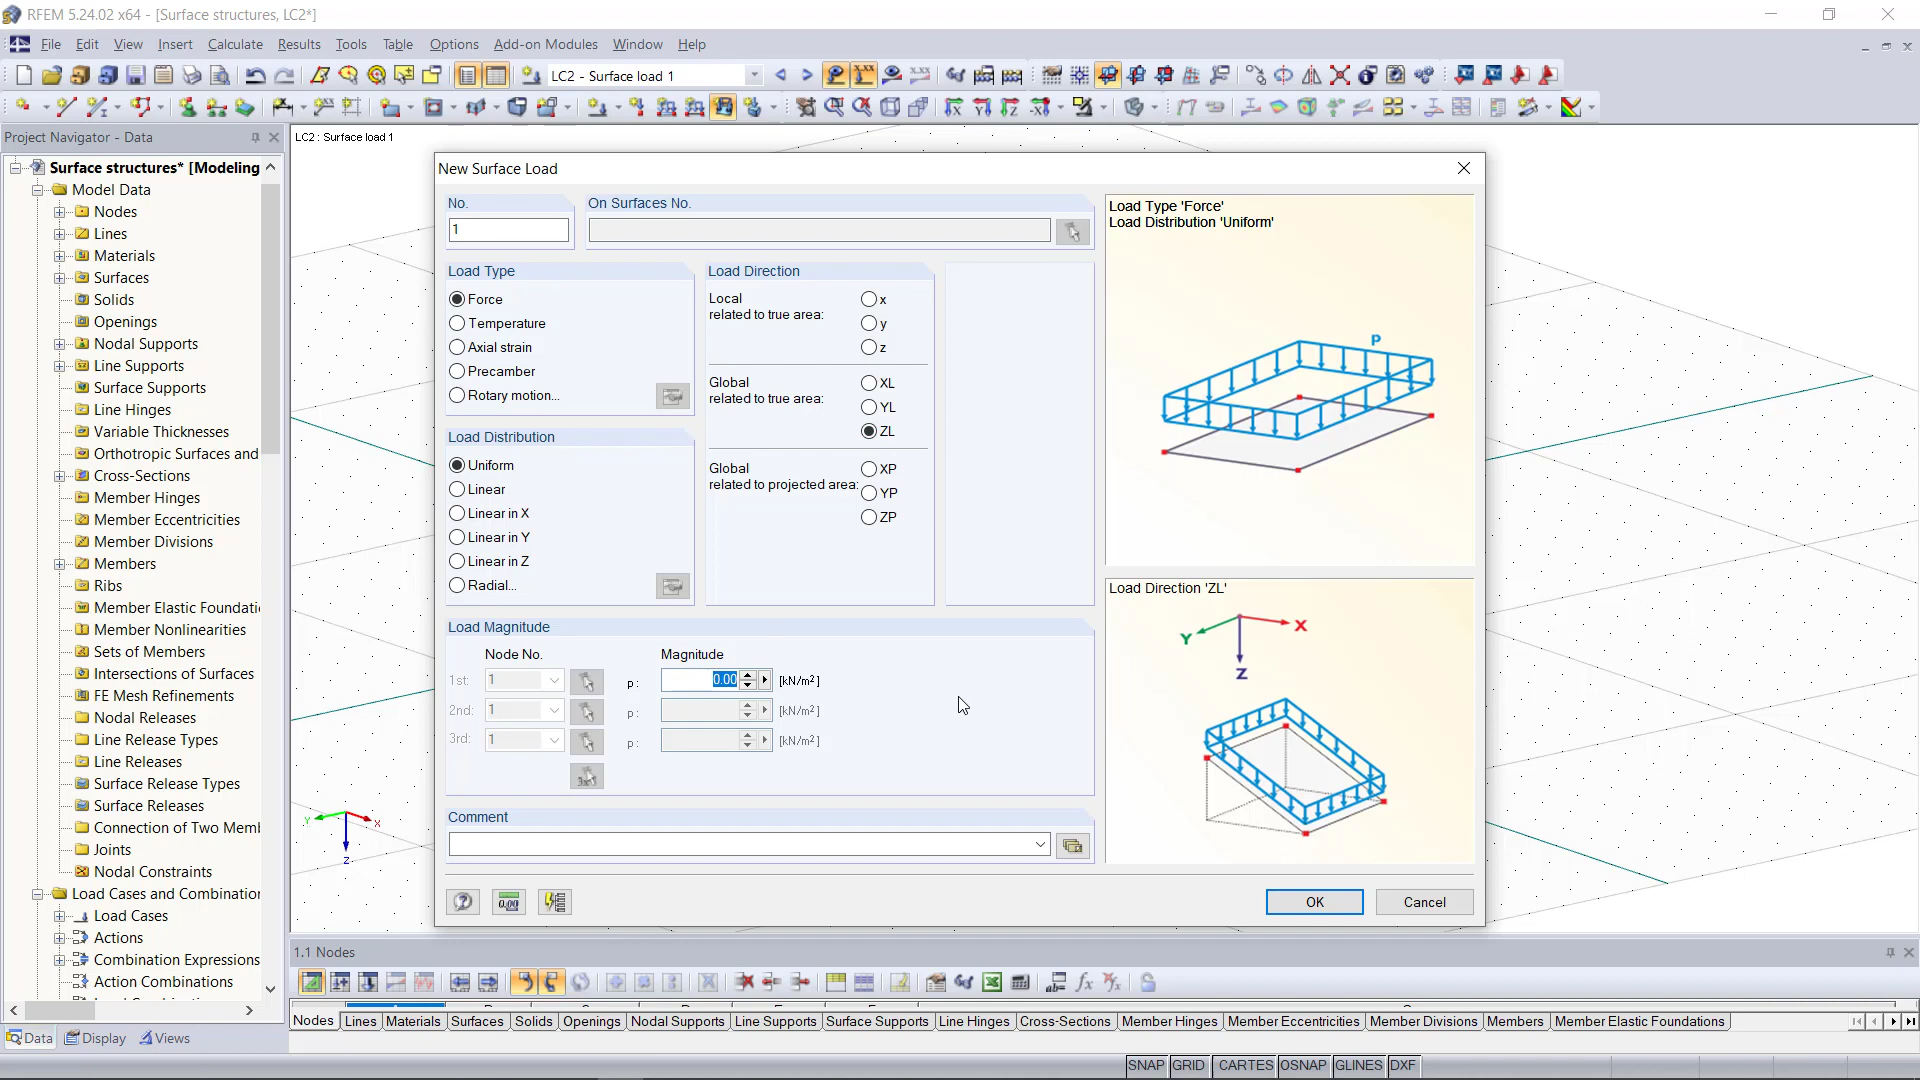 RFEM 5.24.02 x64 - [Surface structures, LC2*]
File Edit View Insert Calculate Results Tools Table Options Add-on Modules Window Help
LC2 - Surface load 1
Project Navigator - Data
LC2 : Surface load 1
Surface structures* [Modeling
Model Data
Nodes
Lines
Materials
Surfaces
Solids
Openings
Nodal Supports
Line Supports
Surface Supports
Line Hinges
Variable Thicknesses
Orthotropic Surfaces and
Cross-Sections
Member Hinges
Member Eccentricities
Member Divisions
Members
Ribs
Member Elastic Foundati
Member Nonlinearities
Sets of Members
Intersections of Surfaces
FE Mesh Refinements
Nodal Releases
Line Release Types
Line Releases
Surface Release Types
Surface Releases
Connection of Two Memb
Joints
Nodal Constraints
Load Cases and Combination
Load Cases
Actions
Combination Expressions
Action Combinations
Data Display Views
New Surface Load
No.
1
On Surfaces No.
Load Type
Force
Temperature
Axial strain
Precamber
Rotary motion...
Load Distribution
Uniform
Linear
Linear in X
Linear in Y
Linear in Z
Radial...
Load Direction
Local
related to true area:
x
y
z
Global
related to true area:
XL
YL
ZL
Global
related to projected area:
XP
YP
ZP
Load Magnitude
Node No. Magnitude
1st: 1 p: 0.00 [kN/m²]
2nd: 1 p: [kN/m²]
3rd: 1 p: [kN/m²]
3x
Comment
0.00
OK Cancel
Load Type 'Force'
Load Distribution 'Uniform'
P
Load Direction 'ZL'
Y X
Z
Y X
Z
1.1 Nodes
Nodes Lines Materials Surfaces Solids Openings Nodal Supports Line Supports Surface Supports Line Hinges Cross-Sections Member Hinges Member Eccentricities Member Divisions Members Member Elastic Foundations
SNAP GRID CARTES OSNAP GLINES DXF